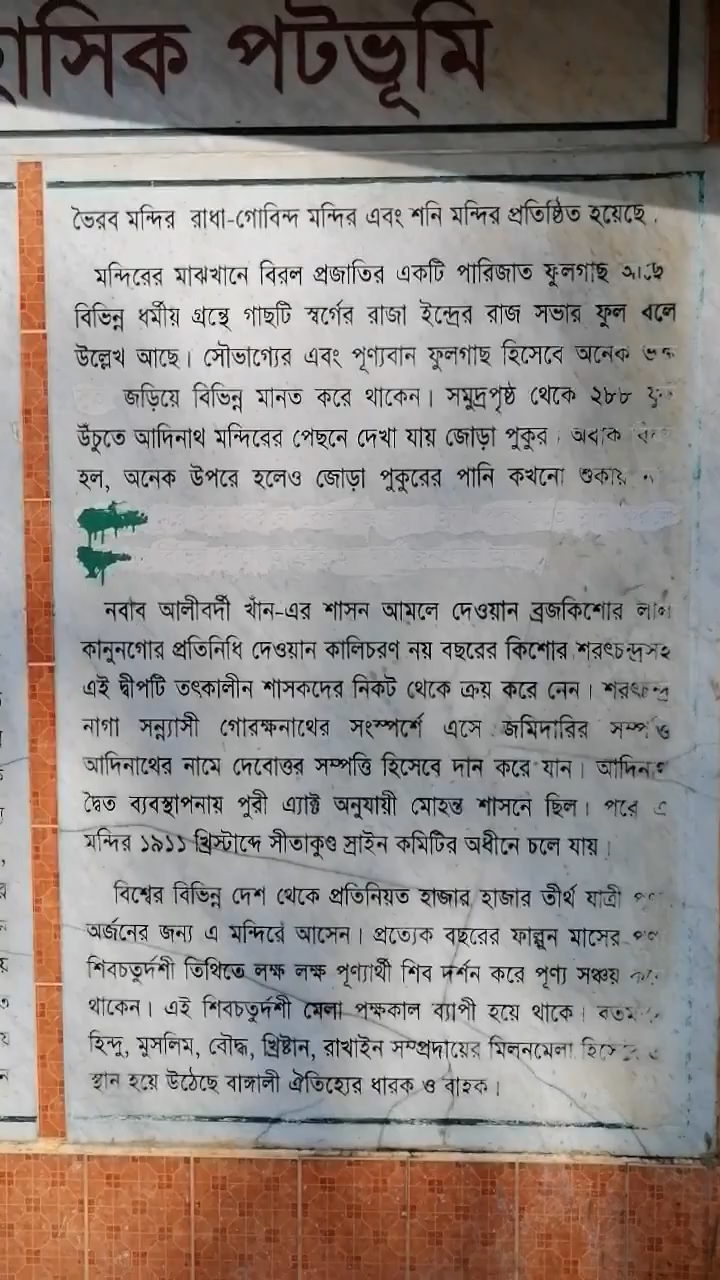 পটভূমি
ভৈরব মন্দির রাধা-গোবিন্দ মন্দির এবং শনি মন্দির প্রতিষ্ঠিত হয়েছে .
মন্দিরের মাঝখানে বিরল প্রজাতির একটি পারিজাত ফুলগাছ আছে
বিভিন্ন ধর্মীয় গ্রন্থে গাছটি স্বর্গের রাজা ইন্দ্রের রাজ সভার ফুল বলে
উল্লেখ আছে। সৌভাগ্যের এবং পূণ্যবান ফুলগাছ হিসেবে অনেক
জড়িয়ে বিভিন্ন মানত করে থাকেন। সমুদ্রপৃষ্ঠ থেকে ২৮৮
উঁচুতে আদিনাথ মন্দিরের পেছনে দেখা যায় জোড়া পুকুর। অবাক
হল, অনেক উপরে হলেও জোড়া পুকুরের পানি কখনো শুকায়
নবাব আলীবর্দী খাঁন-এর শাসন আমলে দেওয়ান ব্রজকিশোর লাল
কানুনগোর প্রতিনিধি দেওয়ান কালিচরণ নয় বছরের কিশোর শরৎচন্দ্রসহ
এই দ্বীপটি তৎকালীন শাসকদের নিকট থেকে ক্রয় করে নেন। শরৎচন্দ্র
নাগা সন্ন্যাসী গোরক্ষনাথের সংস্পর্শে এসে জমিদারির
আদিনাথের নামে দেবোত্তর সম্পত্তি হিসেবে দান করে যান।
দ্বৈত ব্যবস্থাপনায় পুরী এ্যাক্ট অনুযায়ী মোহন্ত শাসনে ছিল। পরে
মন্দির ১৯১১ খ্রিস্টাব্দে সীতাকুণ্ড স্রাইন কমিটির অধীনে চলে যায়।
বিশ্বের বিভিন্ন দেশ থেকে প্রতিনিয়ত হাজার হাজার তীর্থ যাত্রী
অর্জনের জন্য এ মন্দিরে আসেন। প্রত্যেক বছরের ফাল্গুন মাসের
শিবচতুর্দশী তিথিতে লক্ষ লক্ষ পূণ্যার্থী শিব দর্শন করে পূণ্য সঞ্চয়
থাকেন। এই শিবচতুর্দশী মেলা পক্ষকাল ব্যাপী হয়ে থাকে।
হিন্দু, মুসলিম, বৌদ্ধ, খ্রিষ্টান, রাখাইন সম্প্রদায়ের মিলনমেলা
স্থান হয়ে উঠেছে বাঙ্গালী ঐতিহ্যের ধারক ও বাহক।